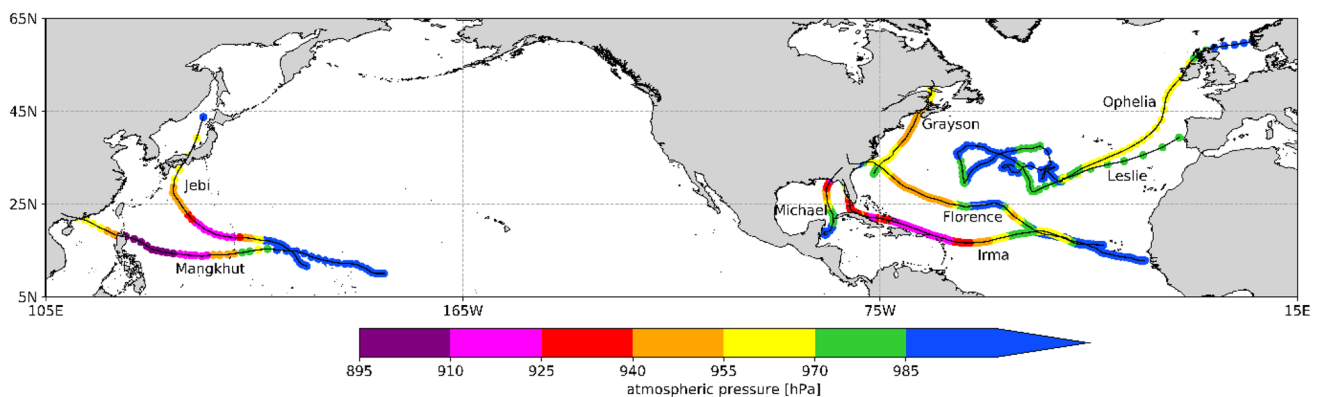 65N
45N
25N
5N
105E 165W 75W 15E
Ophelia
Grayson
Leslie
Jebi
Michael
Florence
Irma
Mangkhut
895 910 925 940 955 970 985
atmospheric pressure [hPa]